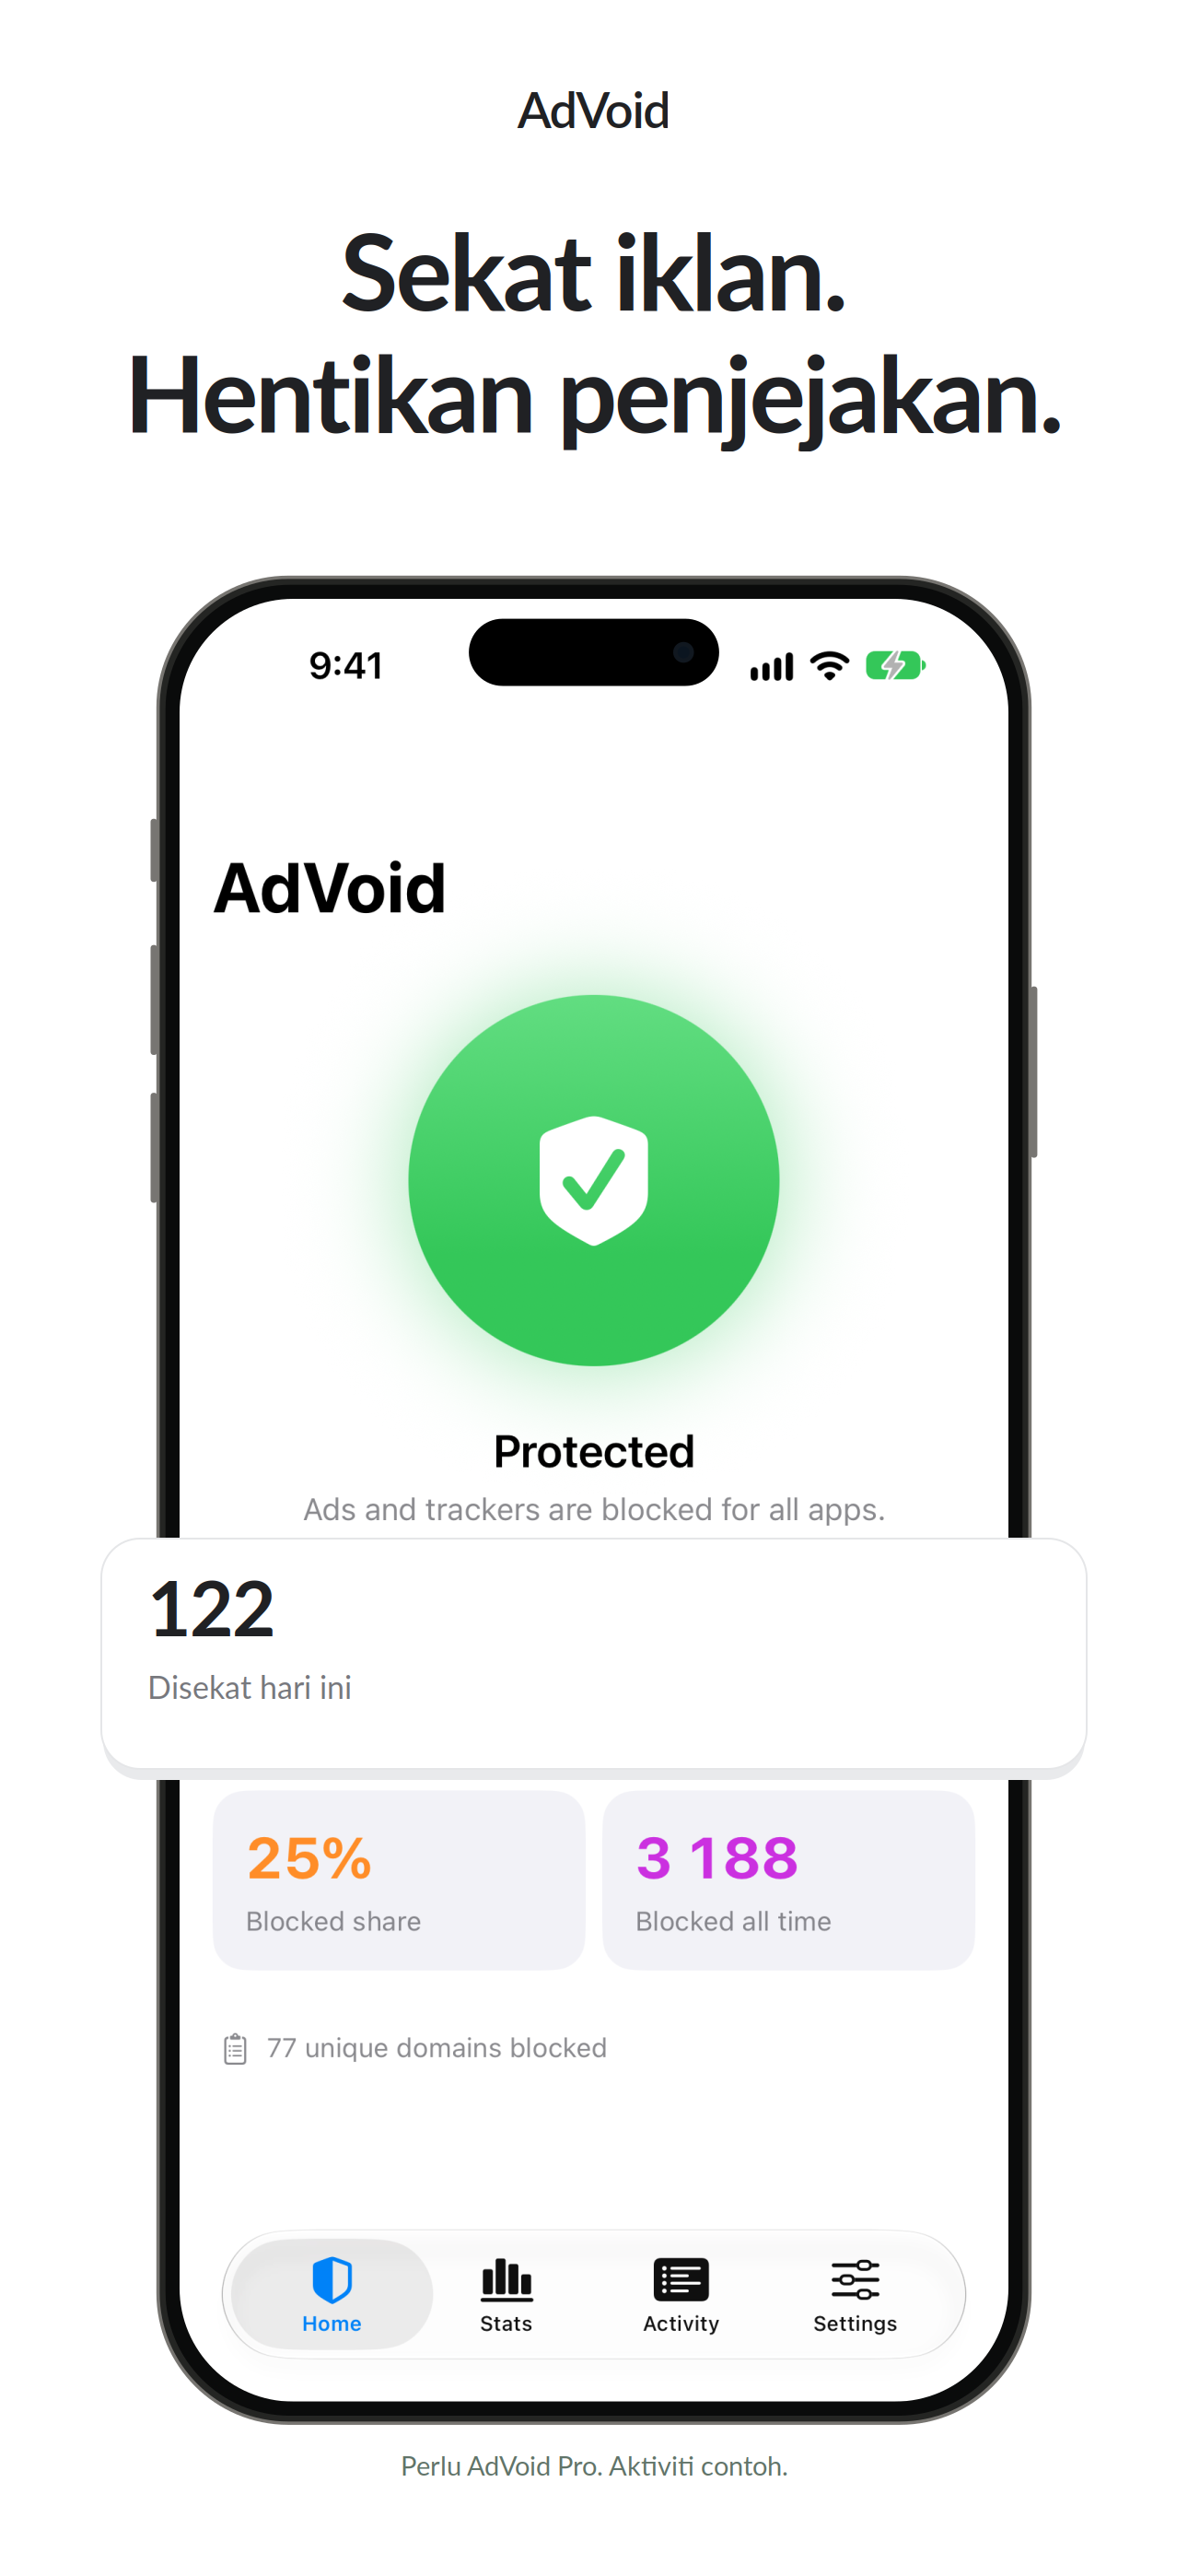 AdVoid
Sekat iklan.
Hentikan penjejakan.
9:41
AdVoid
Protected
Ads and trackers are blocked for all apps.
122
Disekat hari ini
25%
Blocked share
3 188
Blocked all time
77 unique domains blocked
Home
Stats
Activity
Settings
Perlu AdVoid Pro. Aktiviti contoh.